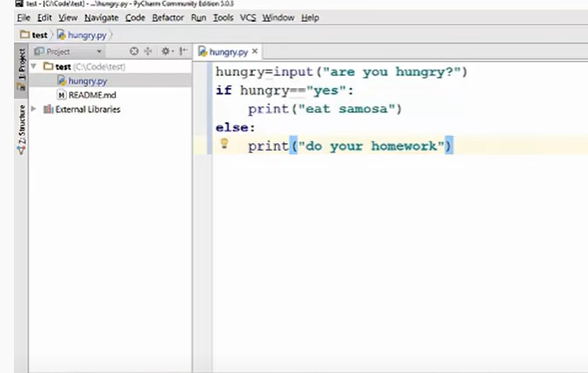 test - [C:\Code\test] - ...\hungry.py - PyCharm Community Edition 5.0.3
File Edit View Navigate Code Refactor Run Tools VCS Window Help
test hungry.py
1: Project
Z: Structure
Project
test (C:\Code\test)
hungry.py
README.md
External Libraries
hungry.py
hungry=input("are you hungry?")
if hungry=="yes":
print("eat samosa")
else:
print("do your homework")